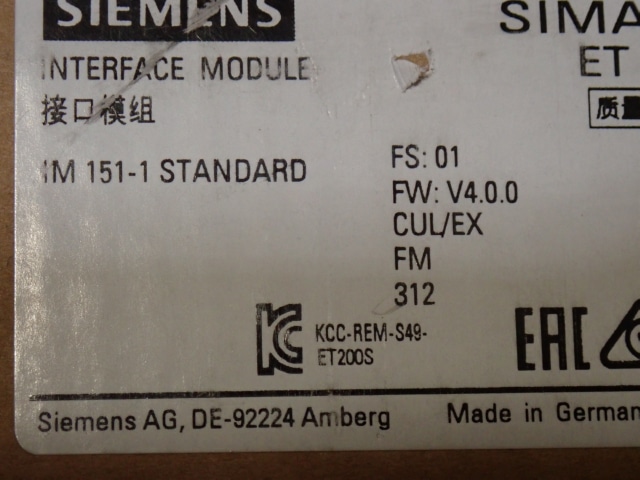 SIEMENS
SIMA
INTERFACE MODULE
ET
接口模组
质量
IM 151-1 STANDARD
FS: 01
FW: V4.0.0
CUL/EX
FM
312
KCC-REM-S49-
ET200S
EAC
Siemens AG, DE-92224 Amberg
Made in German